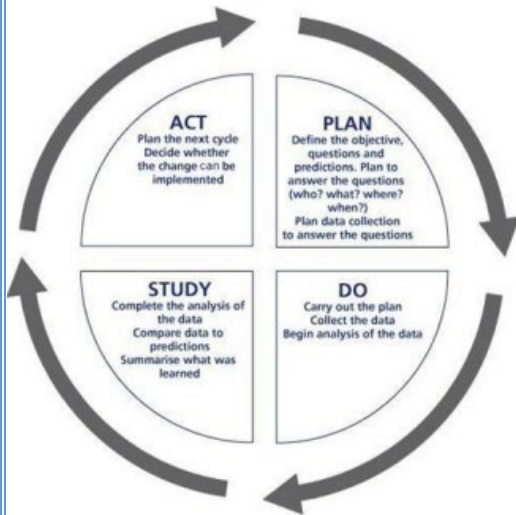 ACT
Plan the next cycle
Decide whether
the change can be
implemented
PLAN
Define the objective,
questions and
predictions. Plan to
answer the questions
(who? what? where?
when?)
Plan data collection
to answer the questions
STUDY
Complete the analysis of
the data
Compare data to
predictions
Summarise what was
learned
DO
Carry out the plan
Collect the data
Begin analysis of the data